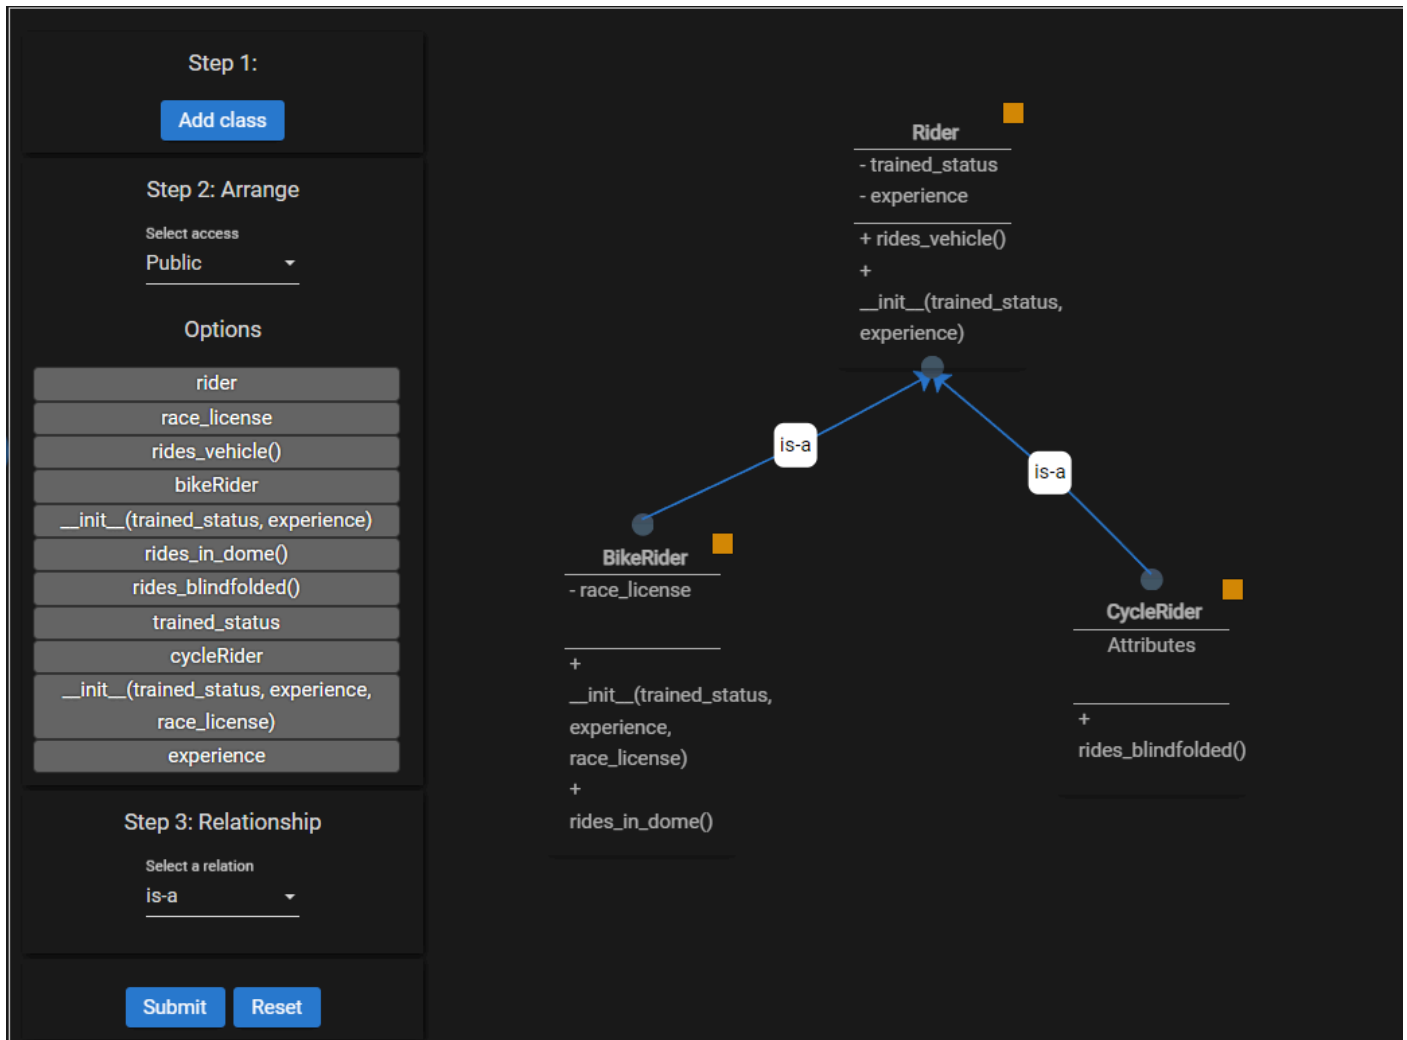 Step 1:
Add class
Step 2: Arrange
Select access
Public
Options
rider
race_license
rides_vehicle()
bikeRider
__init__(trained_status, experience)
rides_in_dome()
rides_blindfolded()
trained_status
cycleRider
__init__(trained_status, experience,
race_license)
experience
Step 3: Relationship
Select a relation
is-a
Submit Reset
Rider
- trained_status
- experience
+ rides_vehicle()
+
__init__(trained_status,
experience)
is-a
is-a
BikeRider
- race_license
+
__init__(trained_status,
experience,
race_license)
+
rides_in_dome()
CycleRider
Attributes
+
rides_blindfolded()